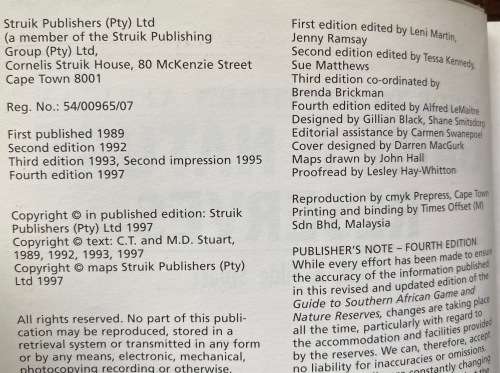 Struik Publishers (Pty) Ltd
(a member of the Struik Publishing
Group (Pty) Ltd,
Cornelis Struik House, 80 McKenzie Street
Cape Town 8001
Reg. No.: 54/00965/07
First published 1989
Second edition 1992
Third edition 1993, Second impression 1995
Fourth edition 1997
Copyright © in published edition: Struik
Publishers (Pty) Ltd 1997
Copyright © text: C.T. and M.D. Stuart,
1989, 1992, 1993, 1997
Copyright © maps Struik Publishers (Pty)
Ltd 1997
All rights reserved. No part of this publi-
cation may be reproduced, stored in a
retrieval system or transmitted in any form
or by any means, electronic, mechanical,
photocopying recording or otherwise,
First edition edited by Leni Martin,
Jenny Ramsay
Second edition edited by Tessa Kennedy,
Sue Matthews
Third edition co-ordinated by
Brenda Brickman
Fourth edition edited by Alfred LeMaitre
Designed by Gillian Black, Shane Smitsdorp
Editorial assistance by Carmen Swanepoel
Cover designed by Darren MacGurk
Maps drawn by John Hall
Proofread by Lesley Hay-Whitton
Reproduction by cmyk Prepress, Cape Town
Printing and binding by Times Offset (M)
Sdn Bhd, Malaysia
PUBLISHER'S NOTE – FOURTH EDITION
While every effort has been made to ensure
the accuracy of the information published
in this revised and updated edition of the
Guide to Southern African Game and
Nature Reserves, changes are taking place
all the time, particularly with regard to
the accommodation and facilities provided
by the reserves. We can, therefore, accept
no liability for inaccuracies or omissions.
constantly changing